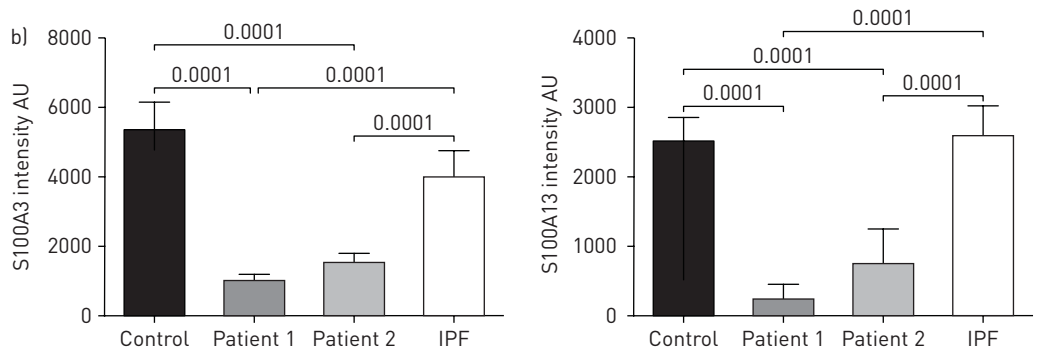 b)
S100A3 intensity AU
8000
6000
4000
2000
0
0.0001
0.0001
0.0001
0.0001
Control
Patient 1
Patient 2
IPF
S100A13 intensity AU
4000
3000
2000
1000
0
0.0001
0.0001
0.0001
0.0001
Control
Patient 1
Patient 2
IPF